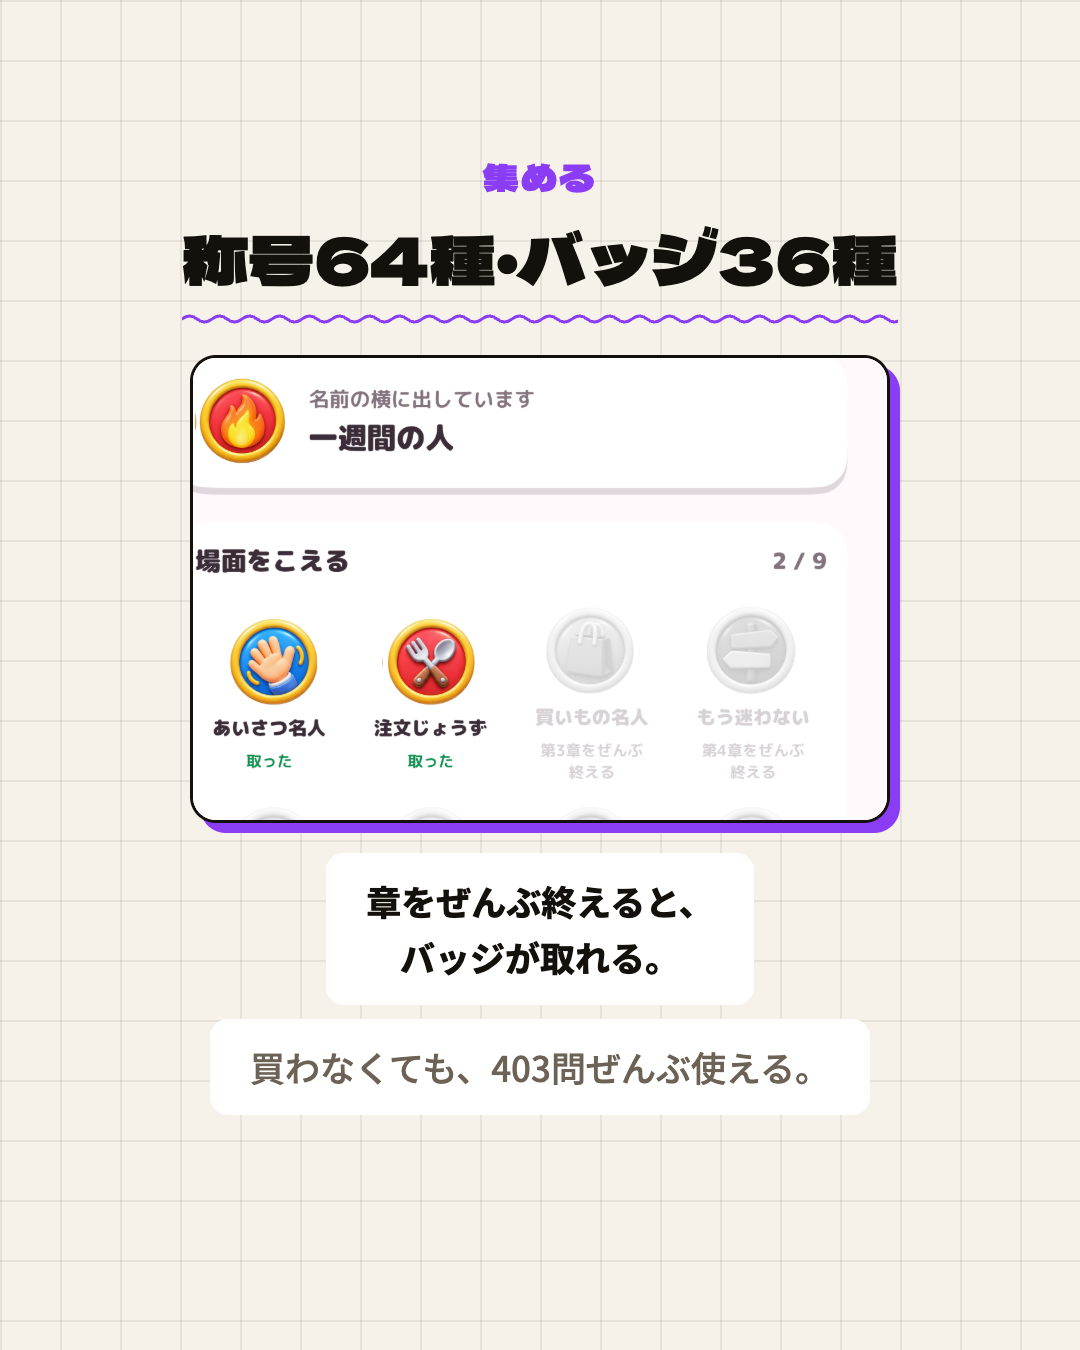 集める
称号64種・バッジ36種
名前の横に出しています
一週間の人
場面をこえる
2 / 9
あいさつ名人
注文じょうず
買いもの名人
もう迷わない
取った
取った
第3章をぜんぶ
終える
第4章をぜんぶ
終える
章をぜんぶ終えると、
バッジが取れる。
買わなくても、403問ぜんぶ使える。